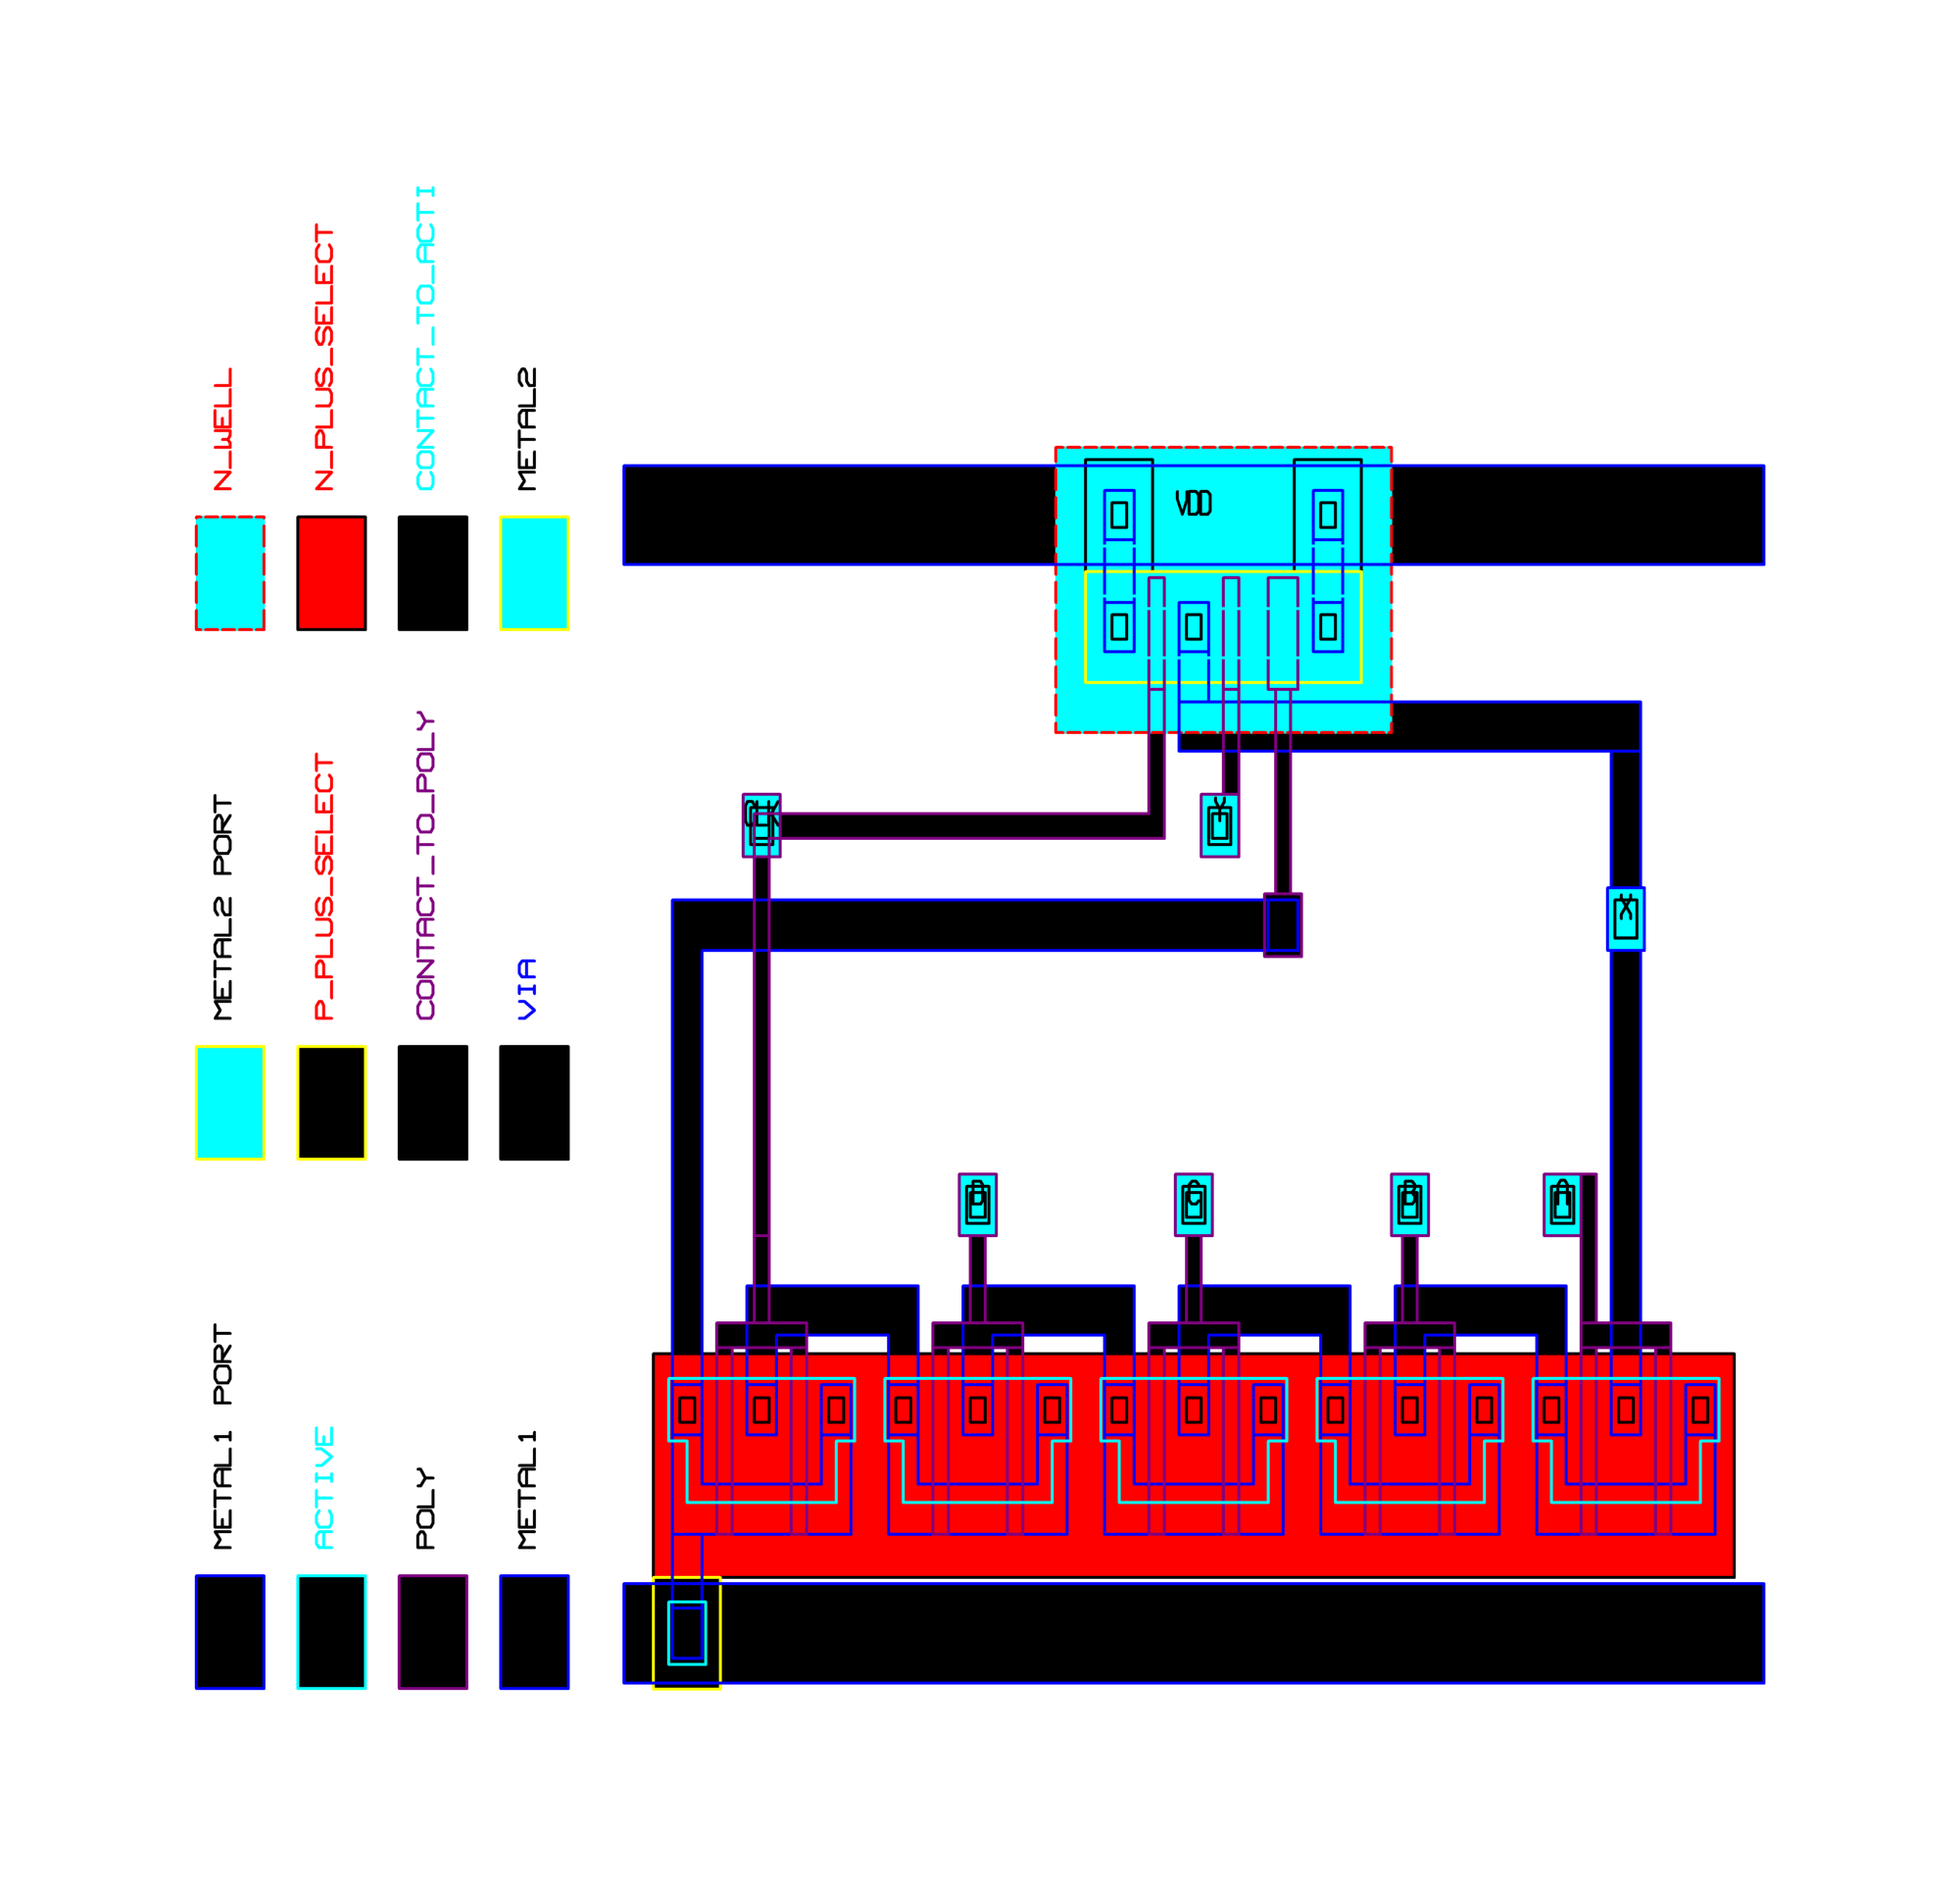 N_WELL
N_PLUS_SELECT
CONTACT_TO_ACTI
METAL2
METAL2 PORT
P_PLUS_SELECT
CONTACT_TO_POLY
VIA
METAL1 PORT
ACTIVE
POLY
METAL1
VDD
CLK
Y
X
D
C
B
A